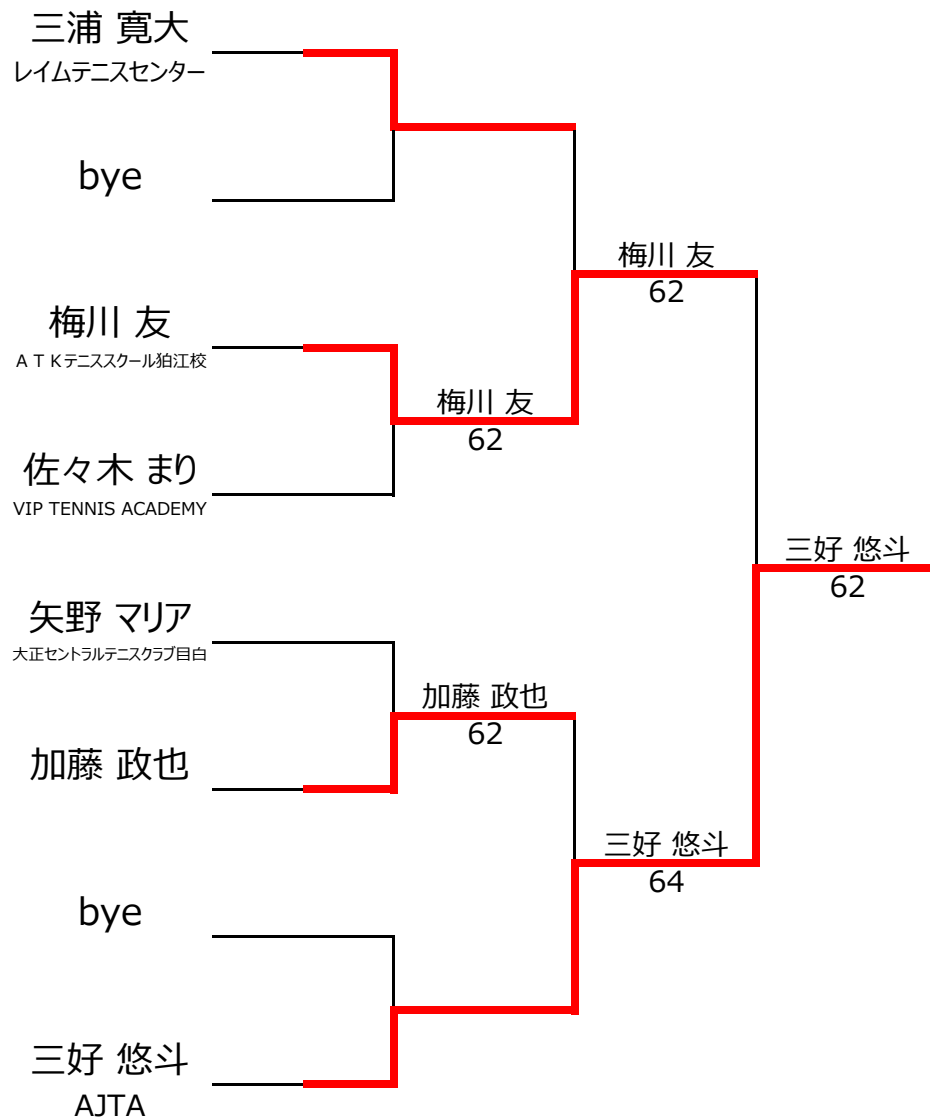 三浦 寛大
レイムテニスセンター
bye
梅川 友
62
梅川 友
ＡＴＫテニススクール狛江校
梅川 友
62
佐々木 まり
VIP TENNIS ACADEMY
三好 悠斗
62
矢野 マリア
大正セントラルテニスクラブ目白
加藤 政也
62
加藤 政也
三好 悠斗
64
bye
三好 悠斗
AJTA